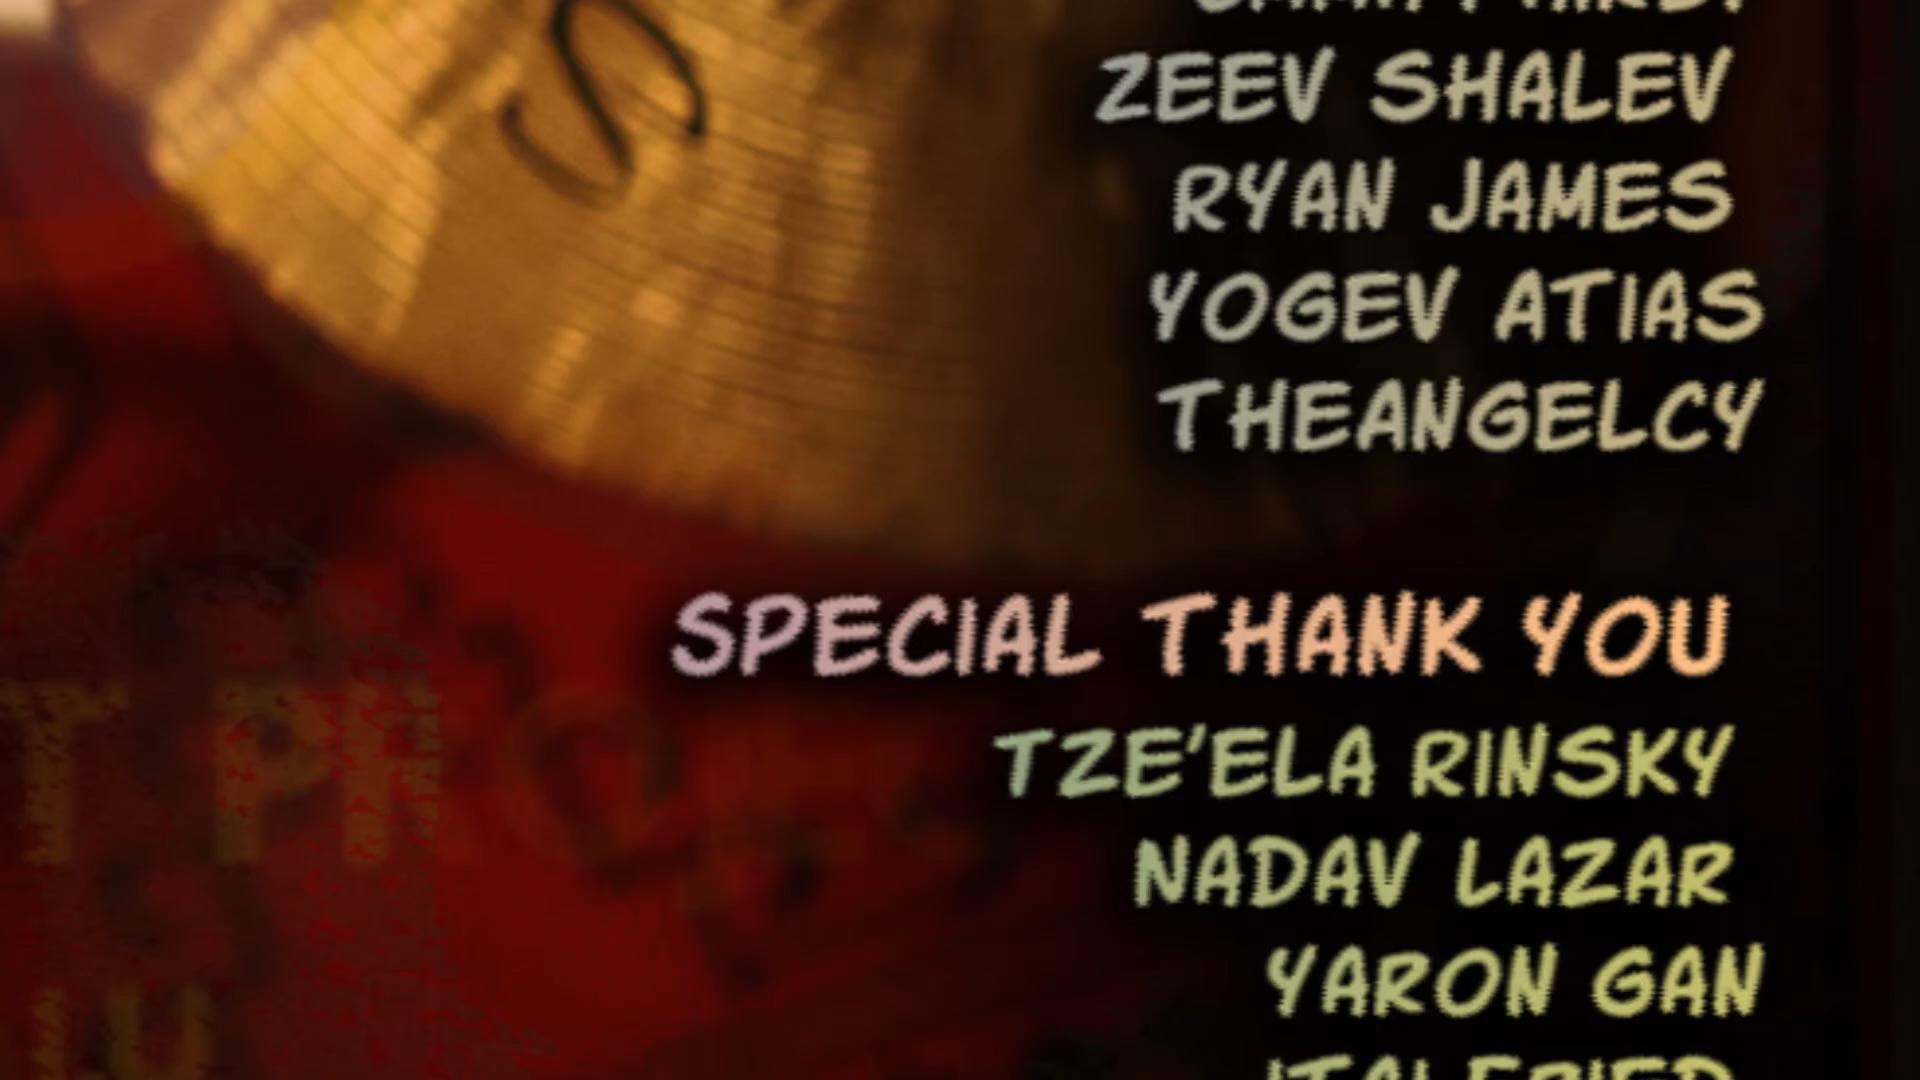 ZEEV SHALEV
RYAN JAMES
YOGEV ATIAS
THEANGELCY
SPECIAL THANK YOU
TZE'ELA RINSKY
NADAV LAZAR
YARON GAN